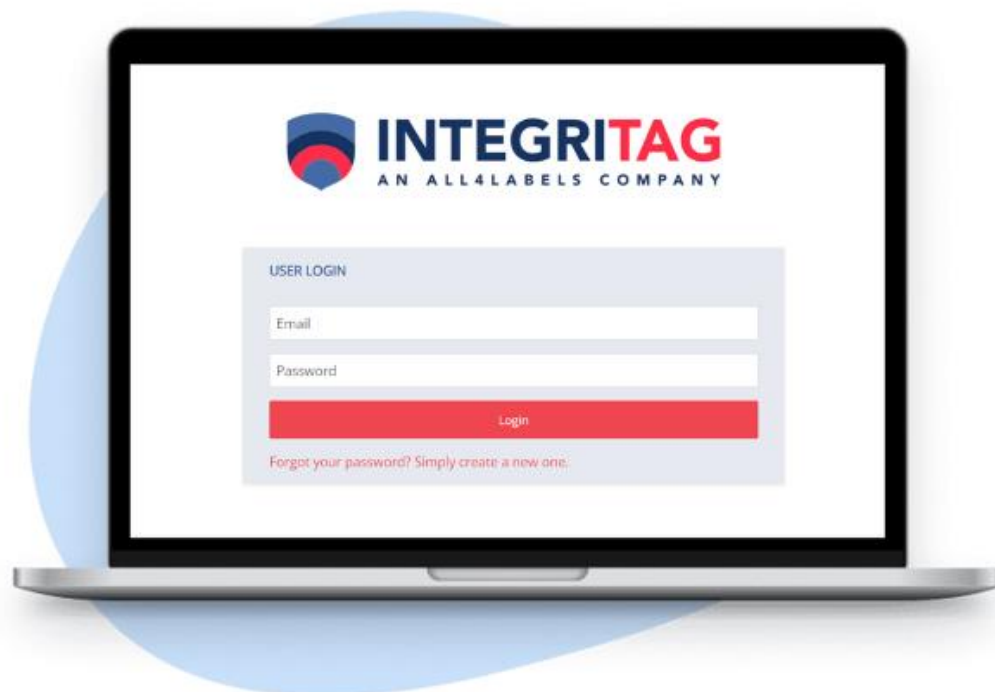 INTEGRITAG
AN ALL4LABELS COMPANY
USER LOGIN
Email
Password
Login
Forgot your password? Simply create a new one.